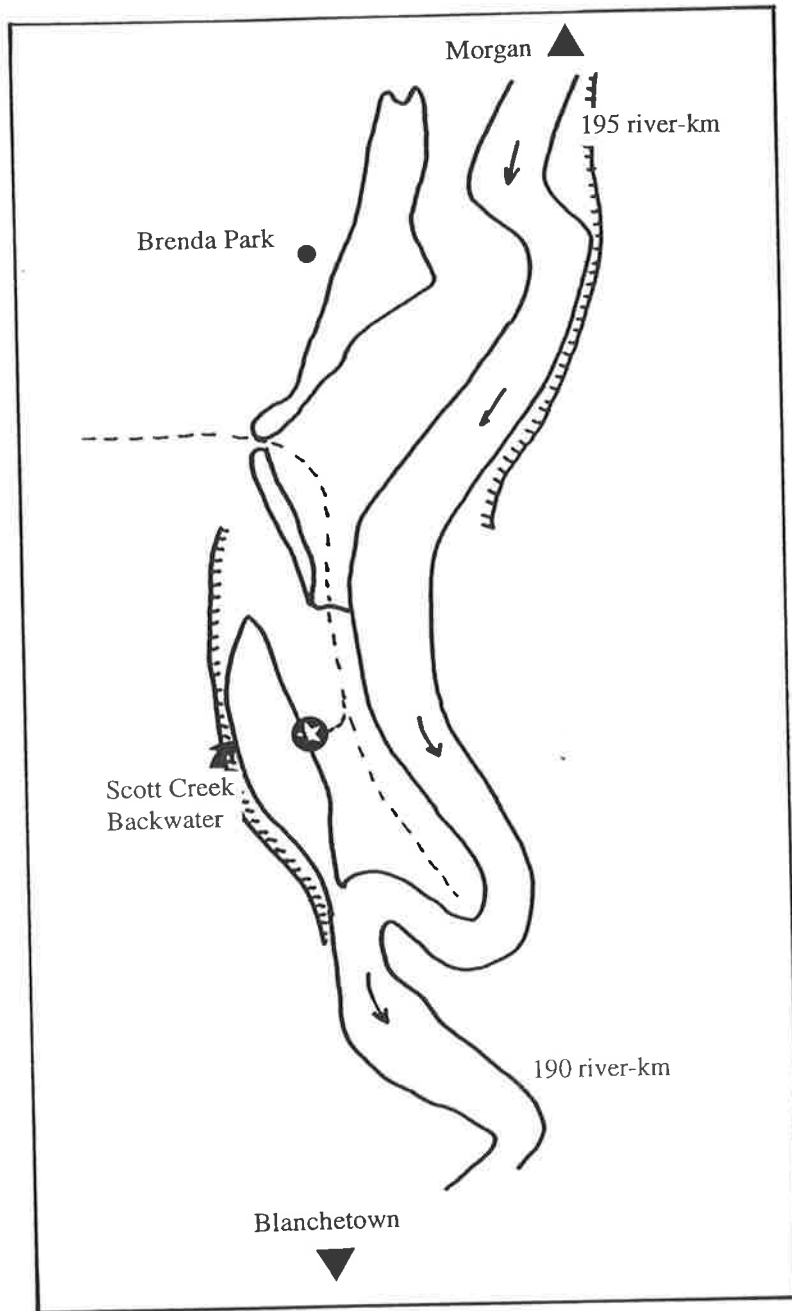 Morgan
195 river-km
Brenda Park
Scott Creek
Backwater
190 river-km
Blanchetown